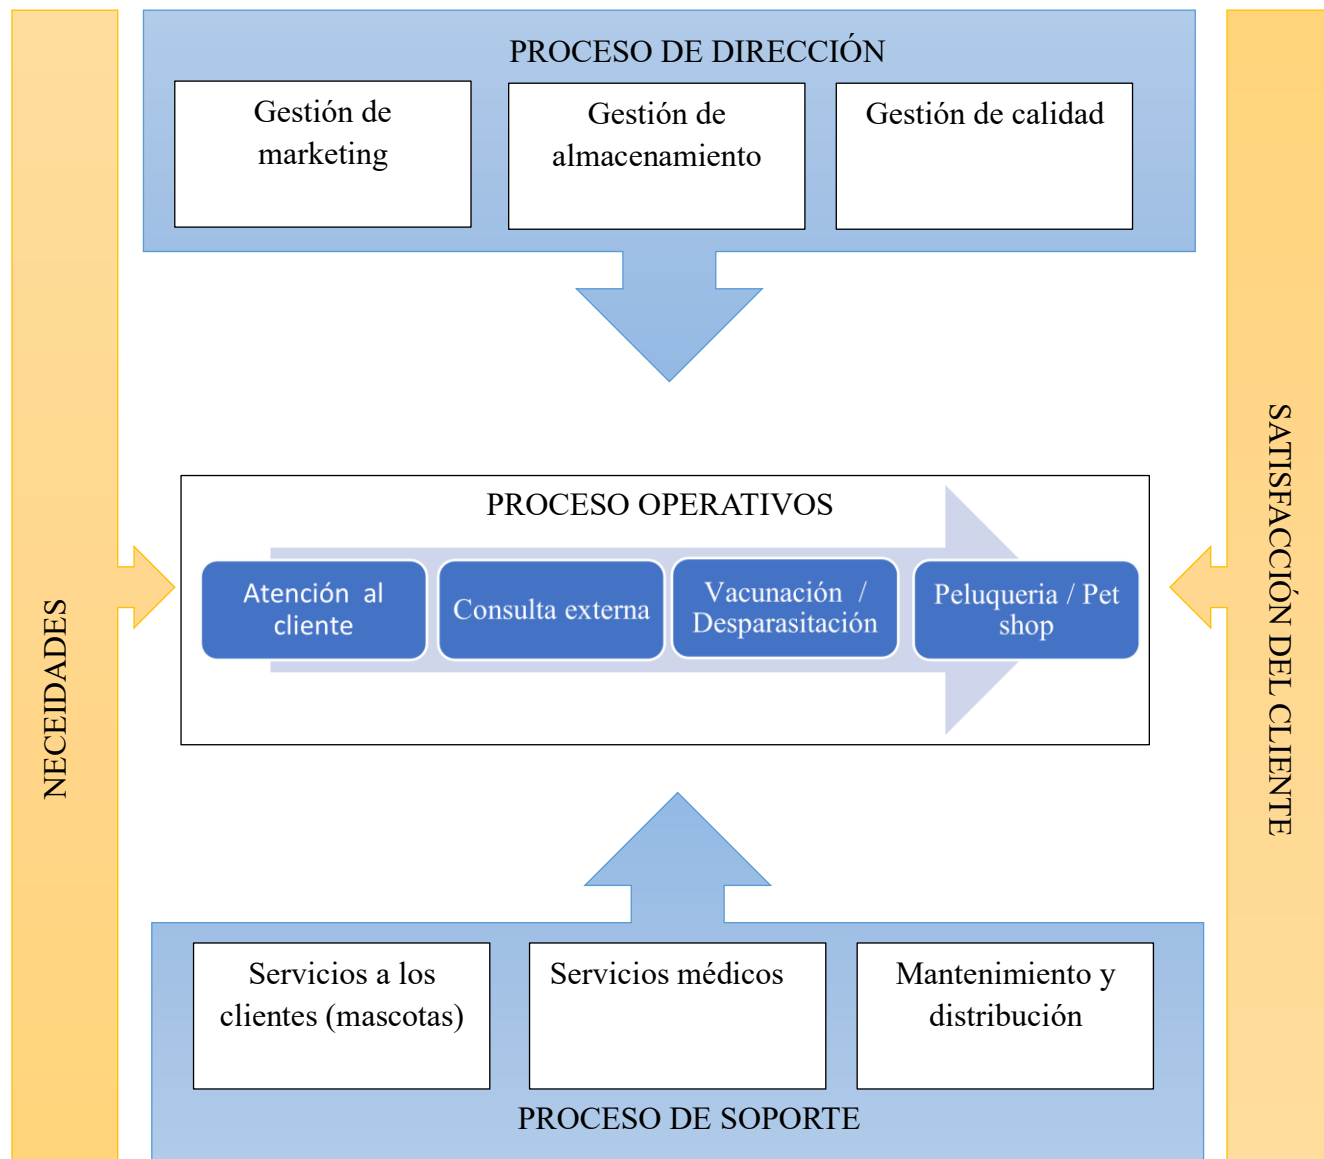 PROCESO DE DIRECCIÓN
Gestión de
marketing
Gestión de
almacenamiento
Gestión de calidad
NECEIDADES
PROCESO OPERATIVOS
Atención al
cliente
Consulta externa
Vacunación /
Desparasitación
Peluqueria / Pet
shop
SATISFACCIÓN DEL CLIENTE
Servicios a los
clientes (mascotas)
Servicios médicos
Mantenimiento y
distribución
PROCESO DE SOPORTE